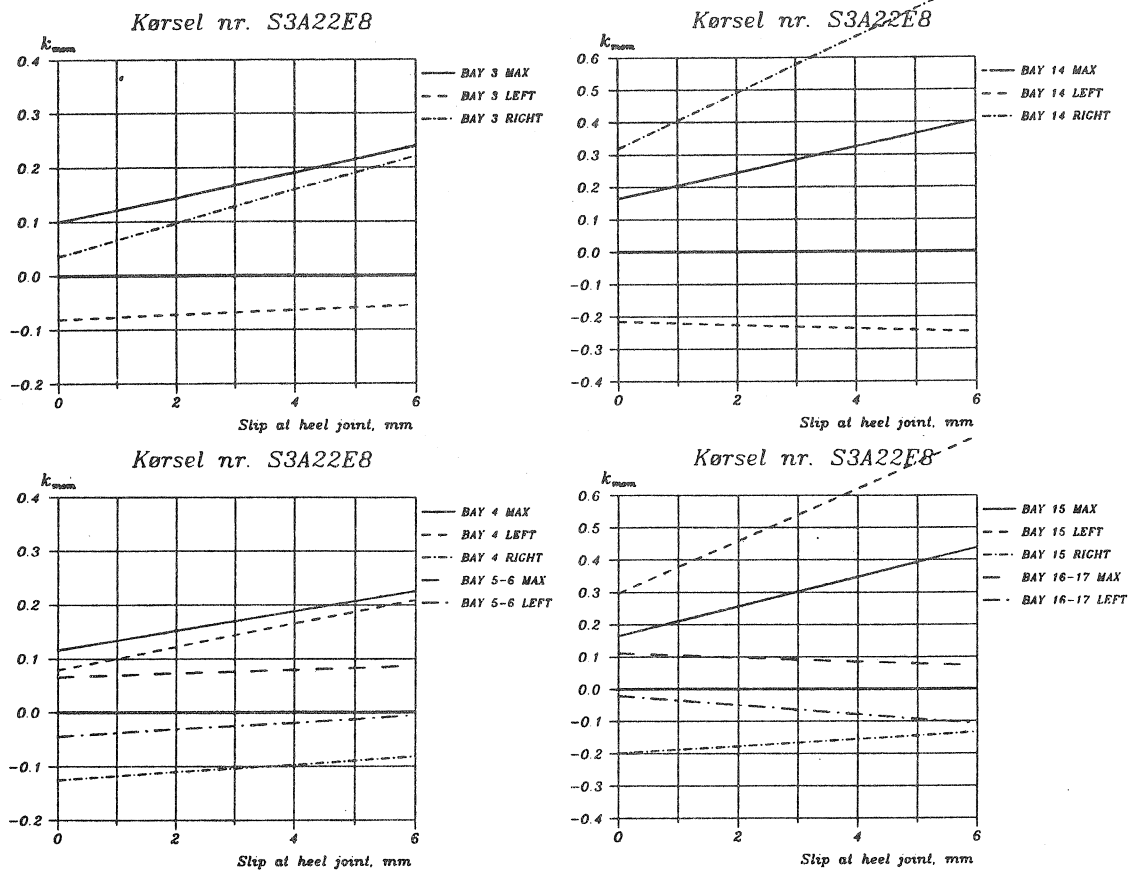 Kørsel nr. S3A22E8
k_mom
0.4
0.3
0.2
0.1
0.0
-0.1
-0.2
0
2
4
6
Slip at heel joint, mm
BAY 3 MAX
BAY 3 LEFT
BAY 3 RIGHT
Kørsel nr. S3A22E8
k_mom
0.6
0.5
0.4
0.3
0.2
0.1
0.0
-0.1
-0.2
-0.3
-0.4
0
2
4
6
Slip at heel joint, mm
BAY 14 MAX
BAY 14 LEFT
BAY 14 RIGHT
Kørsel nr. S3A22E8
k_mom
0.4
0.3
0.2
0.1
0.0
-0.1
-0.2
0
2
4
6
Slip at heel joint, mm
BAY 4 MAX
BAY 4 LEFT
BAY 4 RIGHT
BAY 5-6 MAX
BAY 5-6 LEFT
Kørsel nr. S3A22E8
k_mom
0.6
0.5
0.4
0.3
0.2
0.1
0.0
-0.1
-0.2
-0.3
-0.4
0
2
4
6
Slip at heel joint, mm
BAY 15 MAX
BAY 15 LEFT
BAY 15 RIGHT
BAY 16-17 MAX
BAY 16-17 LEFT